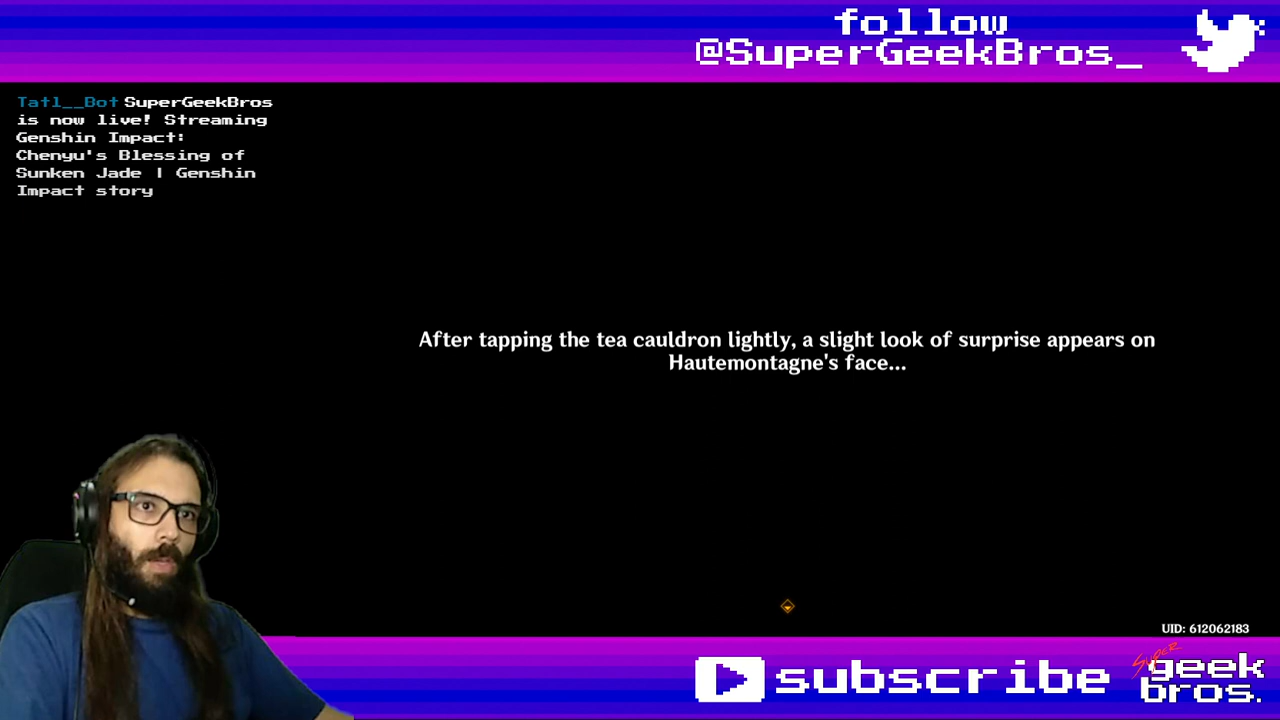 follow
@SuperGeekBros_
Tatl__Bot SuperGeekBros
is now live! Streaming
Genshin Impact:
Chenyu's Blessing of
Sunken Jade | Genshin
Impact story
After tapping the tea cauldron lightly, a slight look of surprise appears on
Hautemontagne's face...
UID: 612062183
subscribe
super
geek
bros.